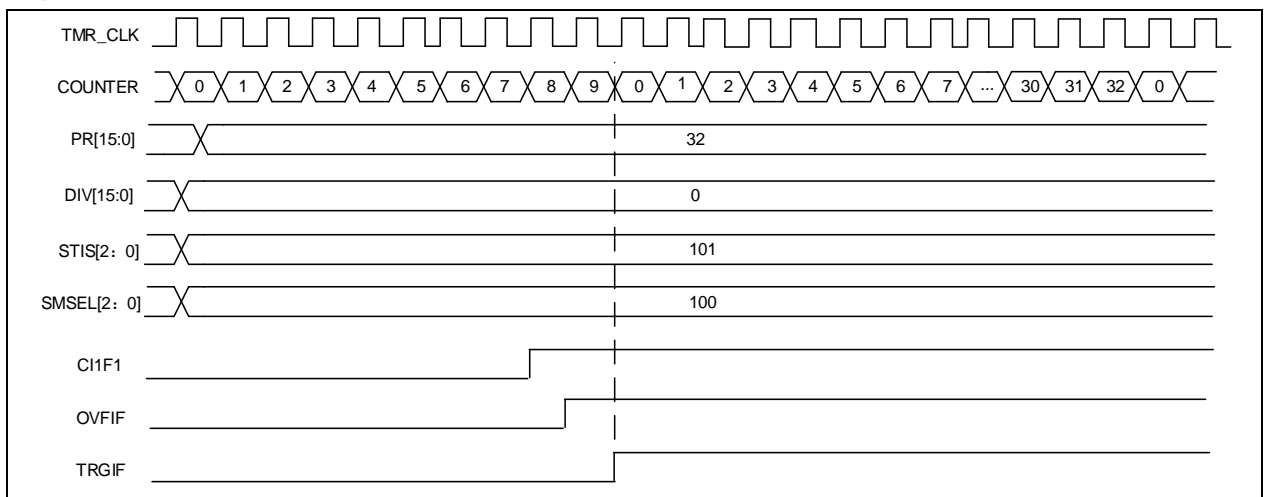 TMR_CLK
COUNTER 0 1 2 3 4 5 6 7 8 9 0 1 2 3 4 5 6 7 ... 30 31 32 0
PR[15:0] 32
DIV[15:0] 0
STIS[2：0] 101
SMSEL[2：0] 100
CI1F1
OVFIF
TRGIF